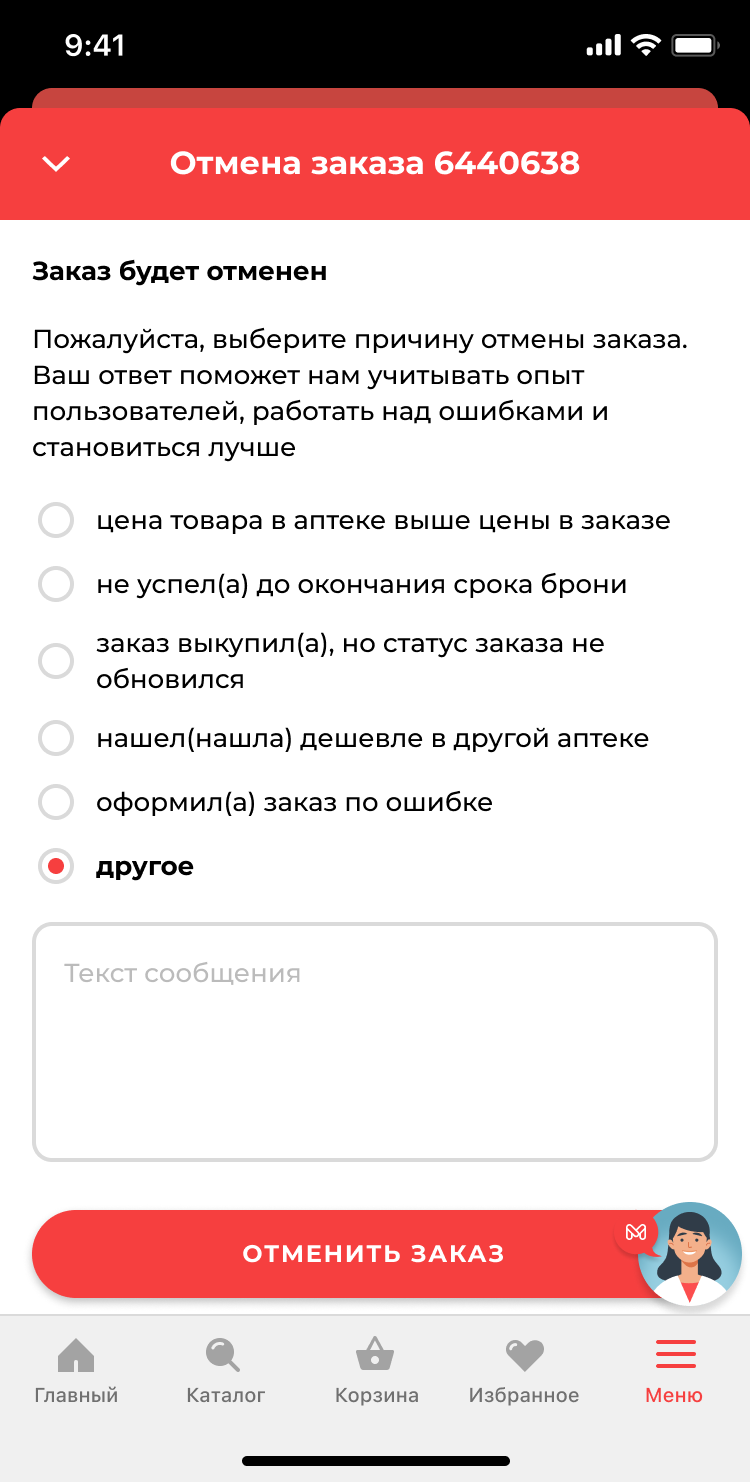 9:41
Отмена заказа 6440638
Заказ будет отменен
Пожалуйста, выберите причину отмены заказа.
Ваш ответ поможет нам учитывать опыт
пользователей, работать над ошибками и
становиться лучше
цена товара в аптеке выше цены в заказе
не успел(а) до окончания срока брони
заказ выкупил(а), но статус заказа не
обновился
нашел(нашла) дешевле в другой аптеке
оформил(а) заказ по ошибке
другое
Текст сообщения
ОТМЕНИТЬ ЗАКАЗ
Главный
Каталог
Корзина
Избранное
Меню